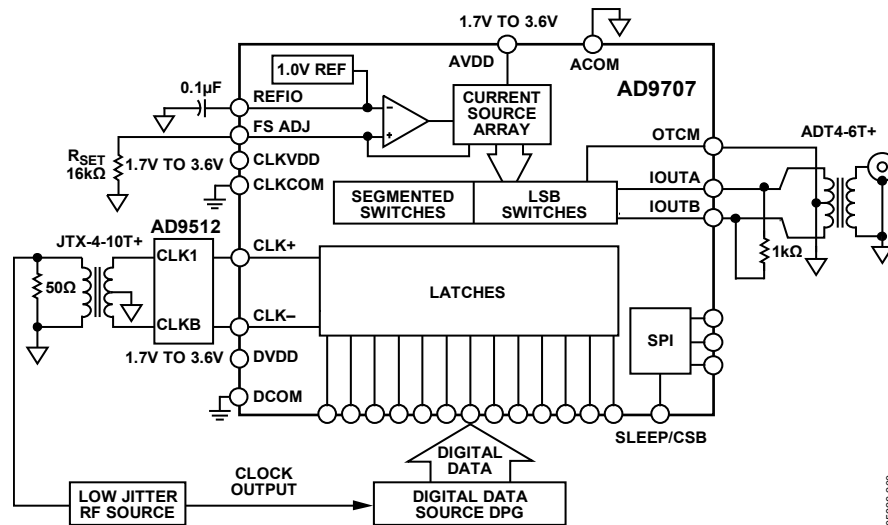 1.7V TO 3.6V
AVDD
ACOM
AD9707
1.0V REF
0.1µF
REFIO
FS ADJ
–
+
CURRENT
SOURCE
ARRAY
RSET
16kΩ
1.7V TO 3.6V
CLKVDD
CLKCOM
SEGMENTED
SWITCHES
LSB
SWITCHES
OTCM
IOUTA
IOUTB
ADT4-6T+
1kΩ
JTX-4-10T+
AD9512
CLK1
CLKB
50Ω
CLK+
CLK–
LATCHES
SPI
1.7V TO 3.6V
DVDD
DCOM
SLEEP/CSB
DIGITAL
DATA
CLOCK
OUTPUT
LOW JITTER
RF SOURCE
DIGITAL DATA
SOURCE DPG